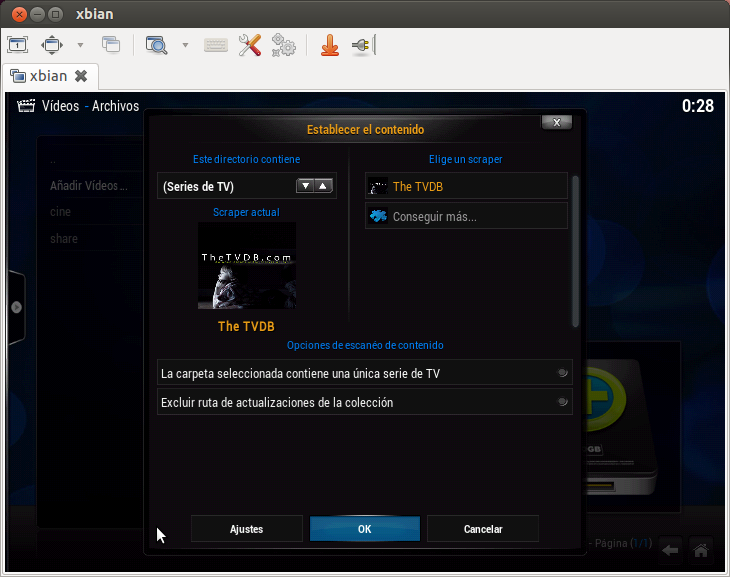 xbian
xbian
Vídeos - Archivos
0:28
Establecer el contenido
X
..
Añadir Vídeos...
cine
share
Este directorio contiene
(Series de TV)
Scraper actual
TheTVDB.com
The TVDB
Elige un scraper
The TVDB
Conseguir más...
Opciones de escanéo de contenido
La carpeta seleccionada contiene una única serie de TV
Excluir ruta de actualizaciones de la colección
GB
Ajustes
OK
Cancelar
- Página (1/1)